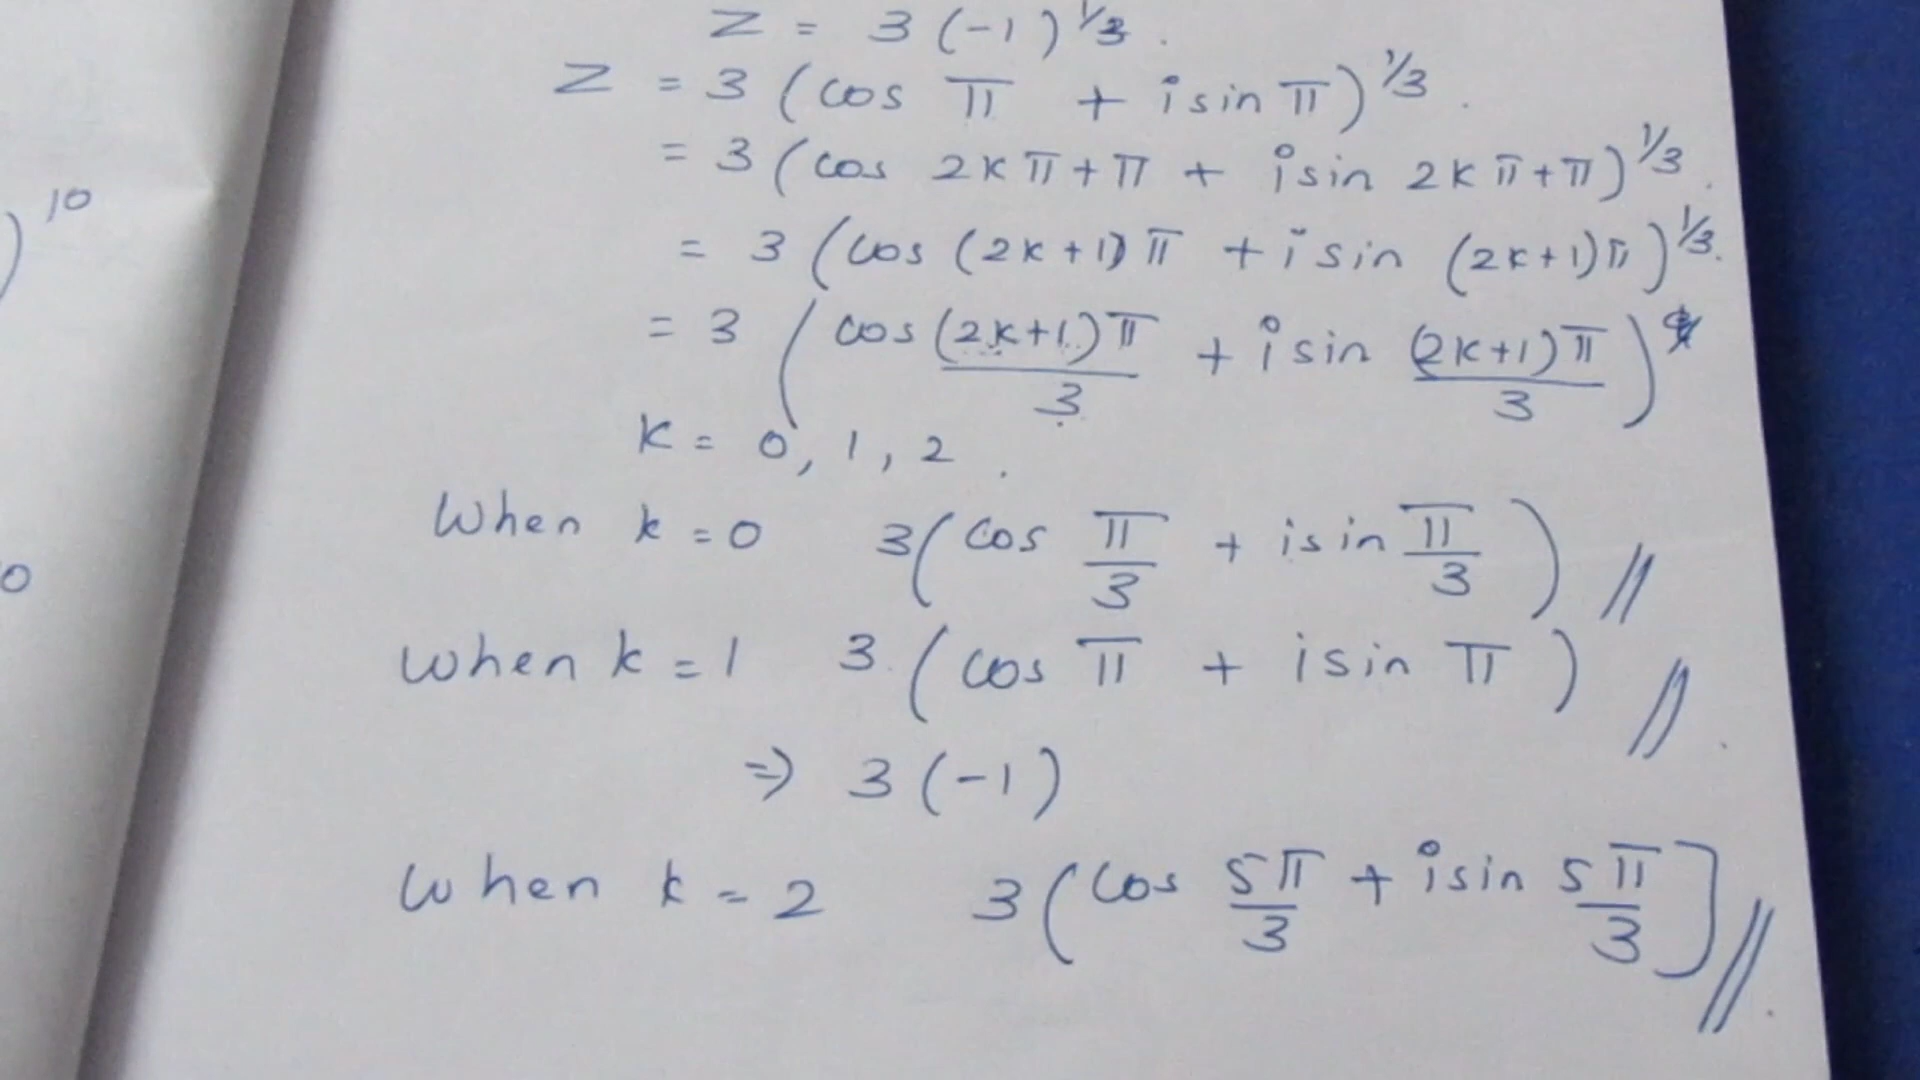 )^10
0
Z = 3 (-1)^1/3.
Z = 3 (cos π + i sin π)^1/3.
= 3 (cos 2kπ+π + i sin 2kπ+π)^1/3.
= 3 (cos (2k+1)π + i sin (2k+1)π)^1/3.
= 3 (cos (2k+1)π/3 + i sin (2k+1)π/3)
k = 0, 1, 2.
When k = 0 3(cos π/3 + i sin π/3) //
When k = 1 3 (cos π + i sin π) //.
⇒ 3 (-1)
When k = 2 3 (cos 5π/3 + i sin 5π/3] //.